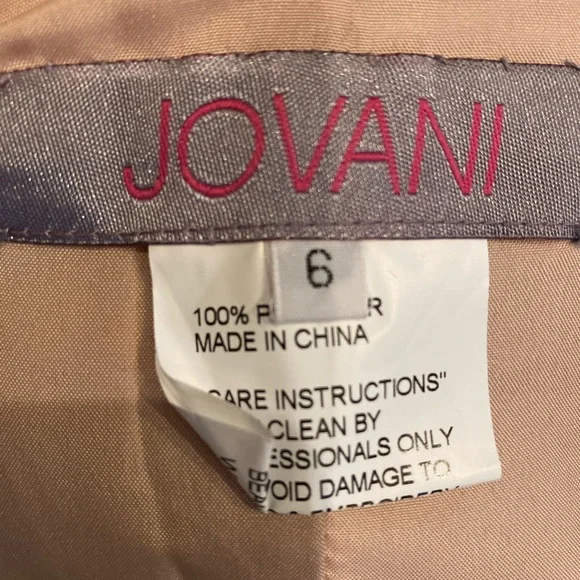 JOVANI
6
100% P R
MADE IN CHINA
ARE INSTRUCTIONS"
CLEAN BY
ESSIONALS ONLY
OID DAMAGE TO